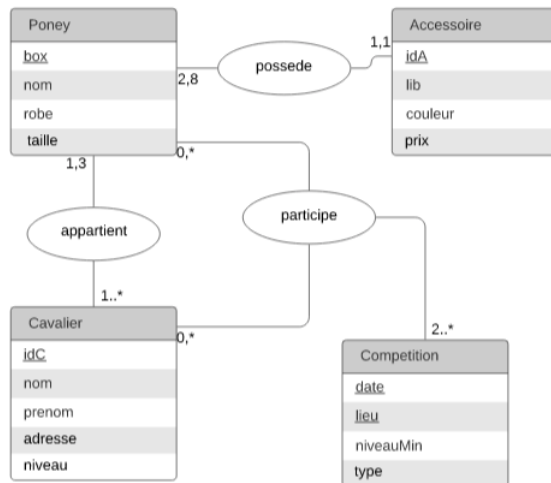 Poney
box
nom
robe
taille
2,8
possede
1,1
Accessoire
idA
lib
couleur
prix
0,*
1,3
appartient
participe
1..*
Cavalier
idC
nom
prenom
adresse
niveau
0,*
2..*
Competition
date
lieu
niveauMin
type